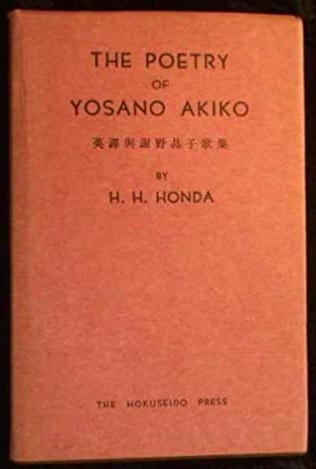 THE POETRY
OF
YOSANO AKIKO
英譯與謝野晶子歌集
BY
H. H. HONDA
THE HOKUSEIDO PRESS